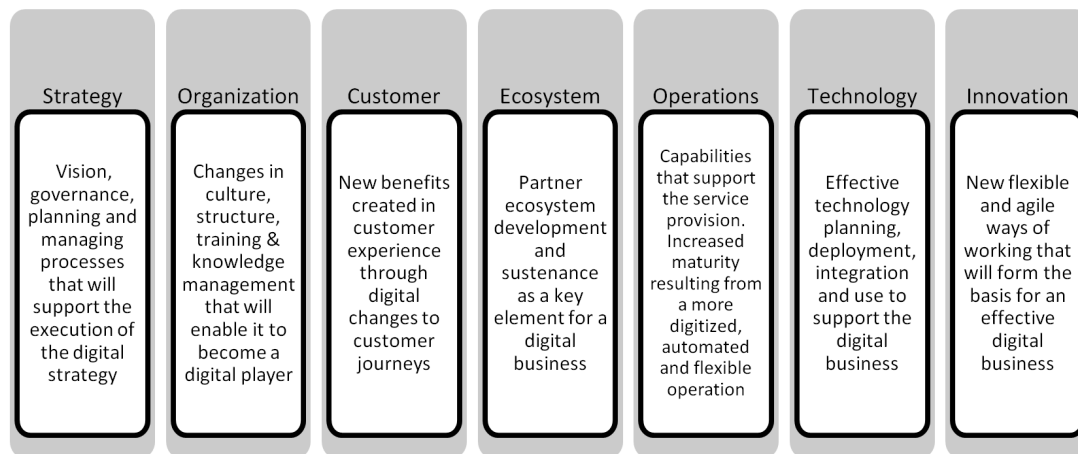 Strategy
Vision,
governance,
planning and
managing
processes
that will
support the
execution of
the digital
strategy
Organization
Changes in
culture,
structure,
training &
knowledge
management
that will
enable it to
become a
digital player
Customer
New benefits
created in
customer
experience
through
digital
changes to
customer
journeys
Ecosystem
Partner
ecosystem
development
and
sustenance
as a key
element for a
digital
business
Operations
Capabilities
that support
the service
provision.
Increased
maturity
resulting from
a more
digitized,
automated
and flexible
operation
Technology
Effective
technology
planning,
deployment,
integration
and use to
support the
digital
business
Innovation
New flexible
and agile
ways of
working that
will form the
basis for an
effective
digital
business